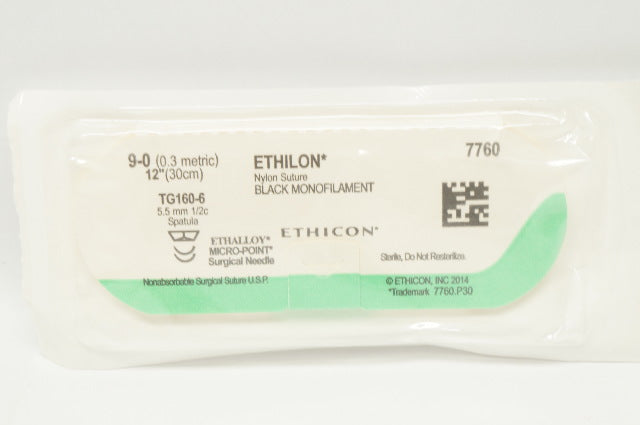 9-0 (0.3 metric)
12"(30cm)
TG160-6
5.5 mm 1/2c
Spatula
ETHALLOY*
MICRO-POINT*
Surgical Needle
Nonabsorbable Surgical Suture U.S.P.
ETHILON*
Nylon Suture
BLACK MONOFILAMENT
ETHICON*
7760
Sterile, Do Not Resterilize.
© ETHICON, INC 2014
*Trademark 7760.P30